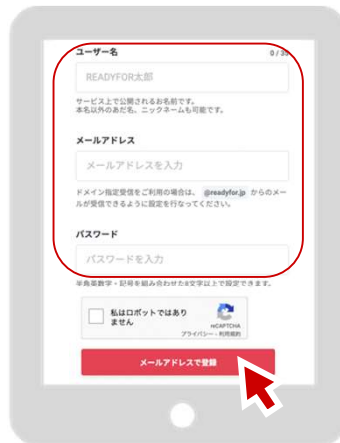 ユーザー名 0 / 35
READYFOR太郎
サービス上で公開されるお名前です。
本名以外のあだ名、ニックネームも可能です。
メールアドレス
メールアドレスを入力
ドメイン指定受信をご利用の場合は、 @readyfor.jp からのメー
ルが受信できるように設定を行なってください。
パスワード
パスワードを入力
半角英数字・記号を組み合わせた8文字以上で設定できます。
私はロボットではあり
ません
reCAPTCHA
プライバシー - 利用規約
メールアドレスで登録